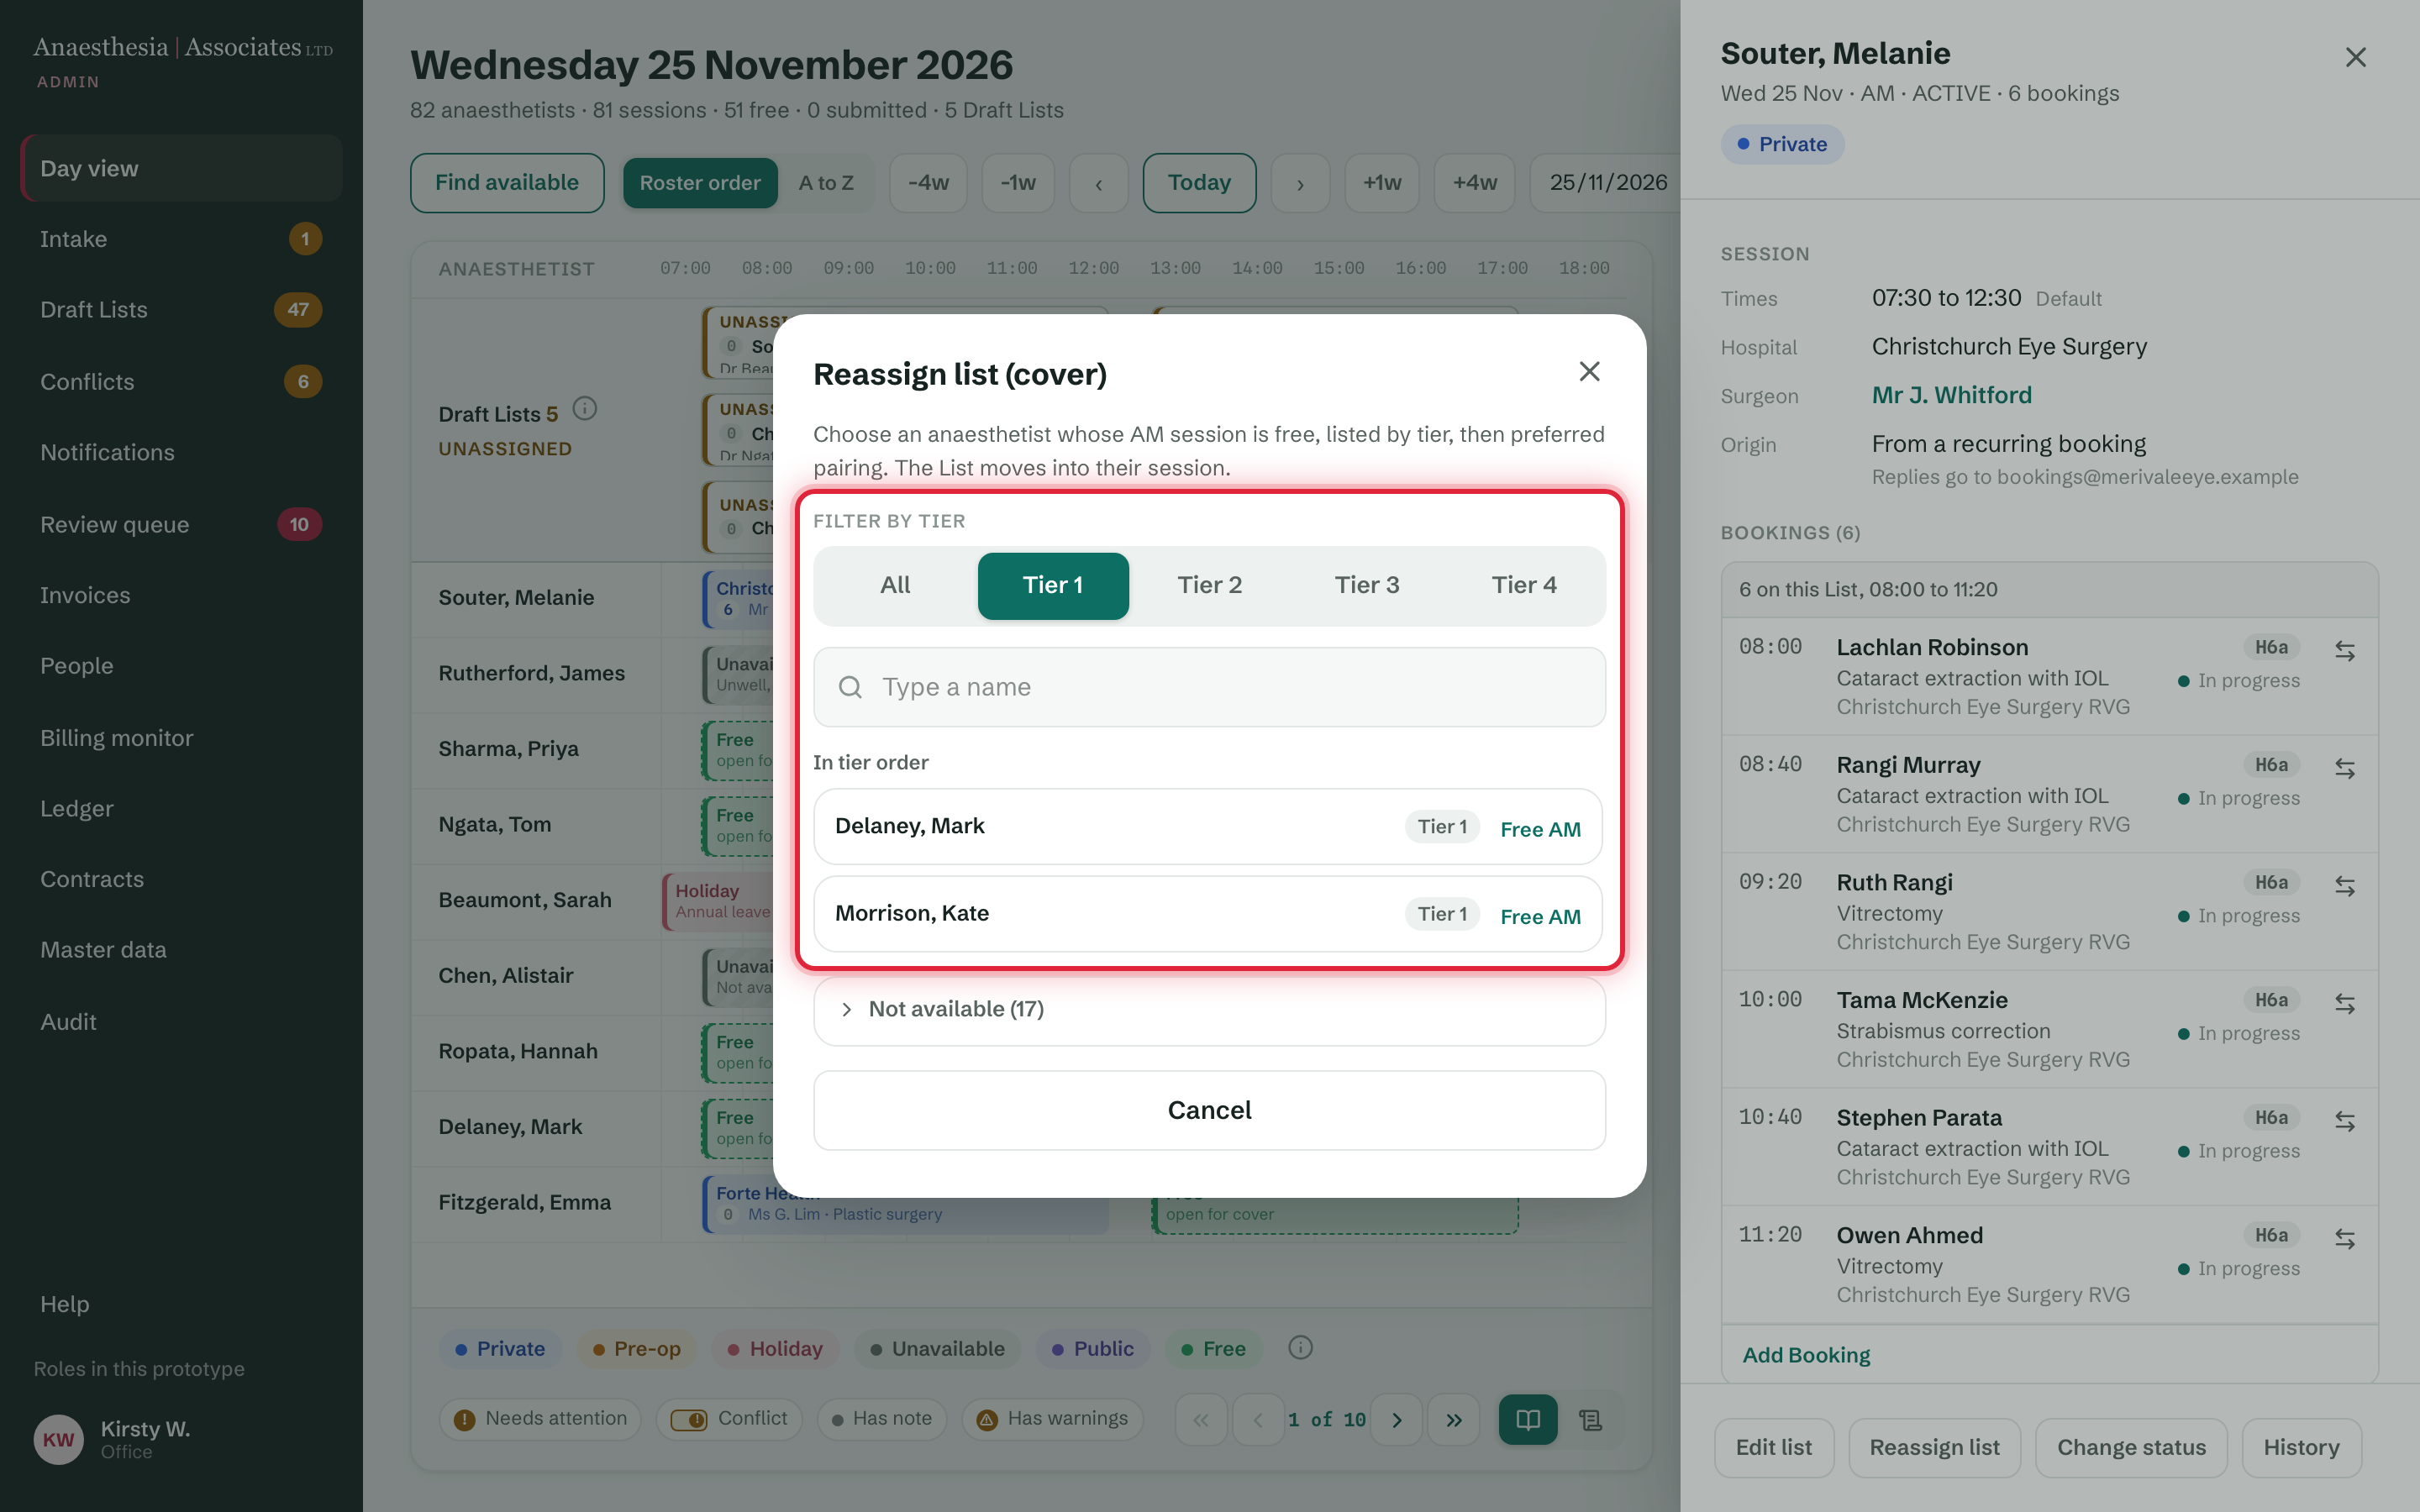 Anaesthesia | Associates LTD
ADMIN
Day view
Intake 1
Draft Lists 47
Conflicts 6
Notifications
Review queue 10
Invoices
People
Billing monitor
Ledger
Contracts
Master data
Audit
Help
Roles in this prototype
KW
Kirsty W.
Office
Wednesday 25 November 2026
82 anaesthetists · 81 sessions · 51 free · 0 submitted · 5 Draft Lists
Find available Roster order A to Z -4w -1w ‹ Today › +1w +4w 25/11/2026
ANAESTHETIST 07:00 08:00 09:00 10:00 11:00 12:00 13:00 14:00 15:00 16:00 17:00 18:00
Draft Lists 5
UNASSIGNED
0
0
0
Souter, Melanie
6 Mr
Rutherford, James
Unwell,
Sharma, Priya
Free
Ngata, Tom
Free
Beaumont, Sarah
Holiday
Annual leave
Chen, Alistair
Ropata, Hannah
Free
Delaney, Mark
Free
Fitzgerald, Emma
Forte
0 Ms G. Lim · Plastic surgery
open for cover
Private Pre-op Holiday Unavailable Public Free
Needs attention Conflict Has note Has warnings
« ‹ 1 of 10 › »
Reassign list (cover)
Choose an anaesthetist whose AM session is free, listed by tier, then preferred
pairing. The List moves into their session.
FILTER BY TIER
All Tier 1 Tier 2 Tier 3 Tier 4
Type a name
In tier order
Delaney, Mark Tier 1 Free AM
Morrison, Kate Tier 1 Free AM
Not available (17)
Cancel
Souter, Melanie
Wed 25 Nov · AM · ACTIVE · 6 bookings
Private
SESSION
Times 07:30 to 12:30 Default
Hospital Christchurch Eye Surgery
Surgeon Mr J. Whitford
Origin From a recurring booking
Replies go to bookings@merivaleeye.example
BOOKINGS (6)
6 on this List, 08:00 to 11:20
08:00 Lachlan Robinson H6a
Cataract extraction with IOL In progress
Christchurch Eye Surgery RVG
08:40 Rangi Murray H6a
Cataract extraction with IOL In progress
Christchurch Eye Surgery RVG
09:20 Ruth Rangi H6a
Vitrectomy In progress
Christchurch Eye Surgery RVG
10:00 Tama McKenzie H6a
Strabismus correction In progress
Christchurch Eye Surgery RVG
10:40 Stephen Parata H6a
Cataract extraction with IOL In progress
Christchurch Eye Surgery RVG
11:20 Owen Ahmed H6a
Vitrectomy In progress
Christchurch Eye Surgery RVG
Add Booking
Edit list Reassign list Change status History